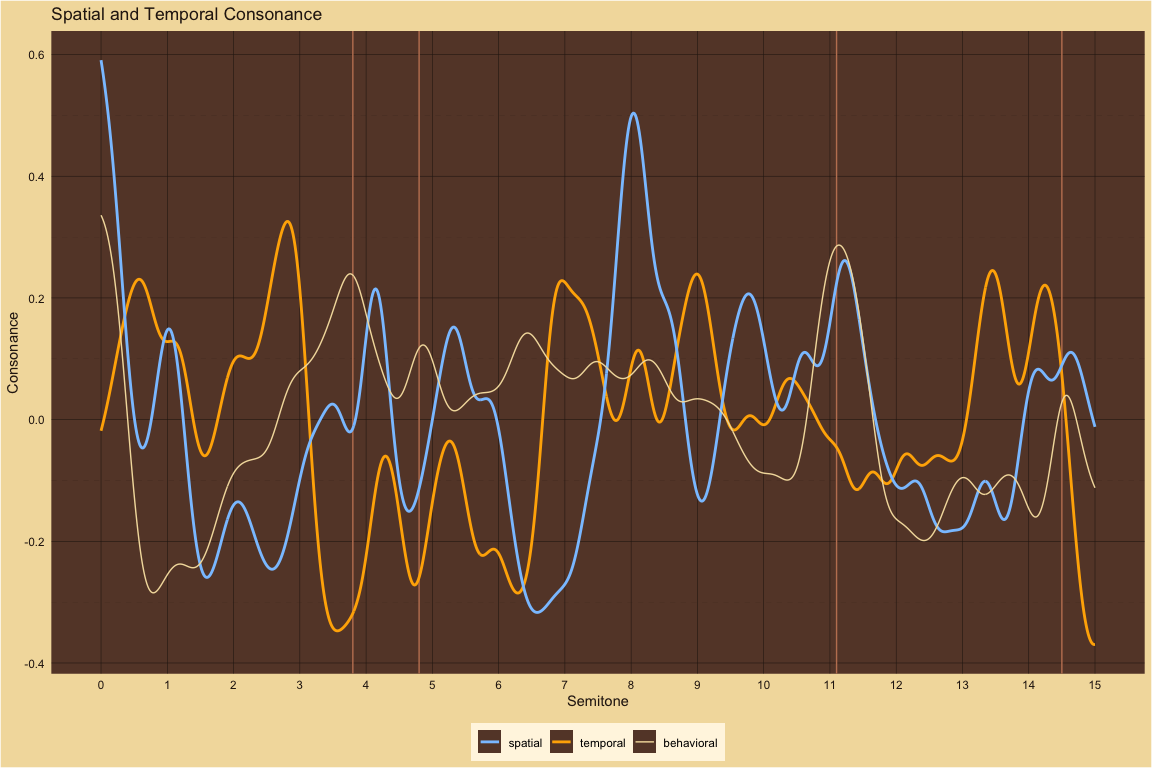 Spatial and Temporal Consonance
Consonance
0.6
0.4
0.2
0.0
-0.2
-0.4
0 1 2 3 4 5 6 7 8 9 10 11 12 13 14 15
Semitone
spatial temporal behavioral